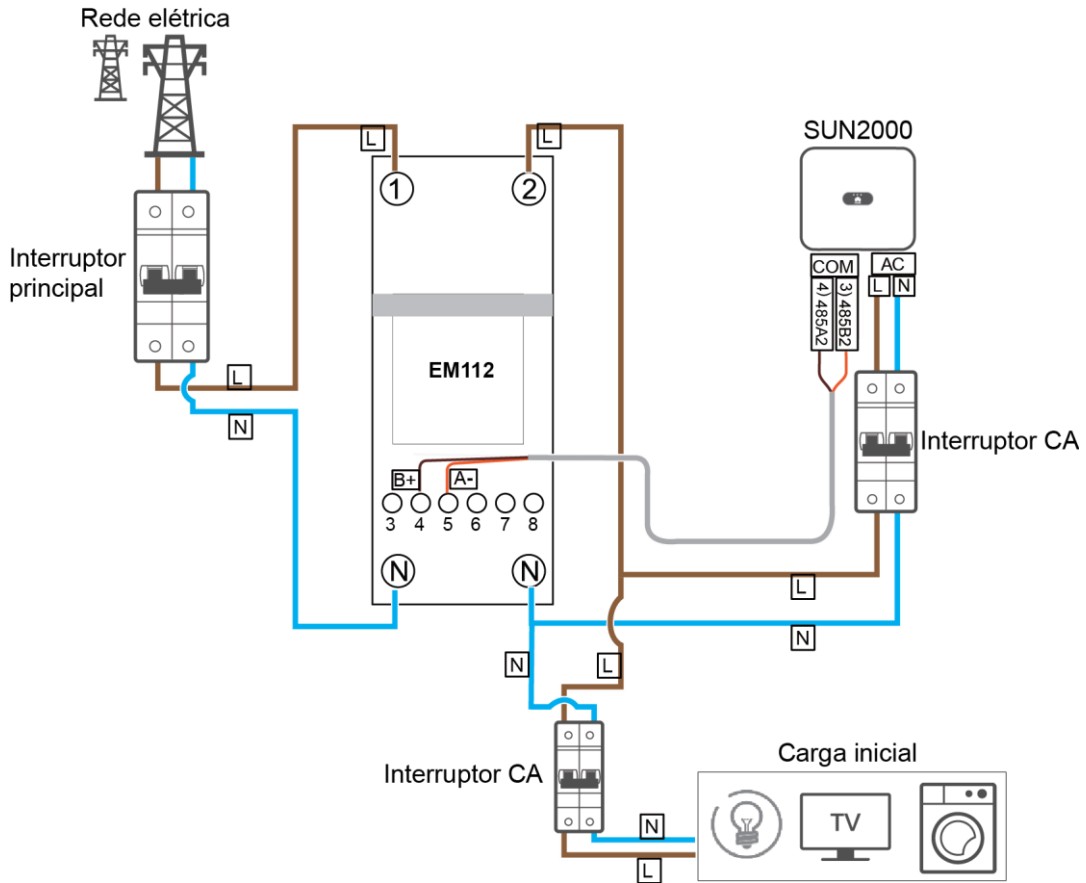 Rede elétrica
L
L
SUN2000
1
2
Interruptor
principal
COM
AC
L
N
4) 485A2
3) 485B2
EM112
L
N
Interruptor CA
B+
A-
3
4
5
6
7
8
N
N
L
N
N
L
Interruptor CA
Carga inicial
N
L
TV